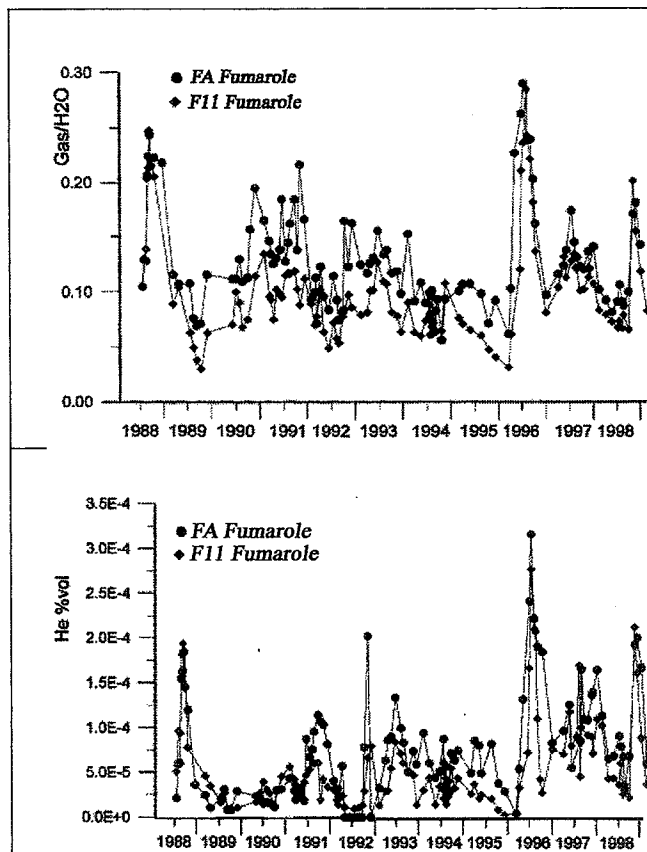 0.30
FA Fumarole
F11 Fumarole
Gas/H2O
0.20
0.10
0.00
1988 1989 1990 1991 1992 1993 1994 1995 1996 1997 1998
3.5E-4
FA Fumarole
3.0E-4
F11 Fumarole
2.5E-4
He %vol
2.0E-4
1.5E-4
1.0E-4
5.0E-5
0.0E+0
1988 1989 1990 1991 1992 1993 1994 1995 1996 1997 1998